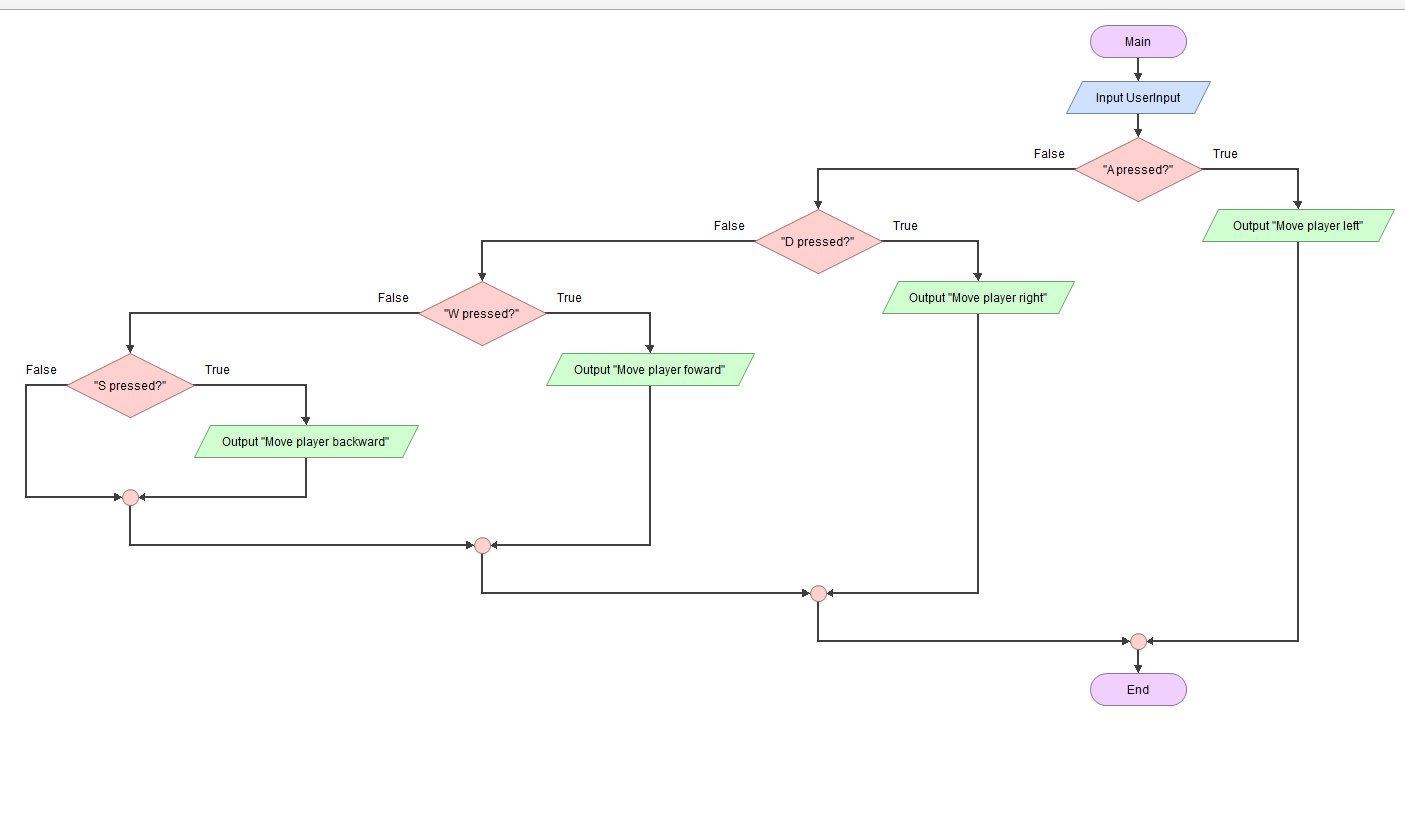 Main
Input UserInput
False
"A pressed?"
True
False
"D pressed?"
True
Output "Move player left"
False
"W pressed?"
True
Output "Move player right"
False
"S pressed?"
True
Output "Move player foward"
Output "Move player backward"
End